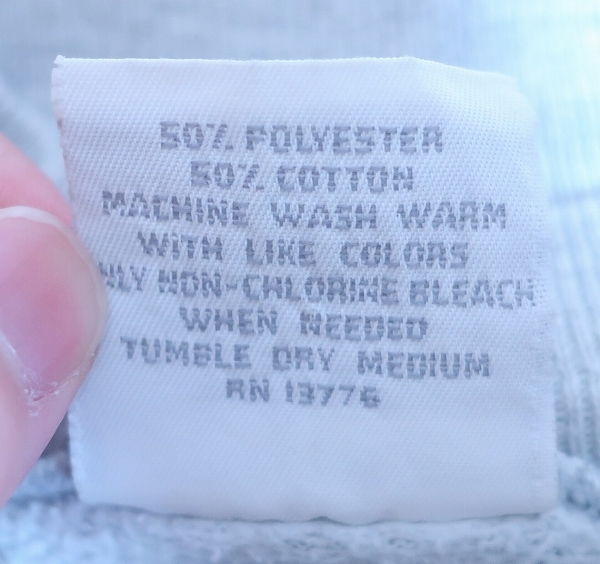 50% POLYESTER
50% COTTON
MACHINE WASH WARM
WITH LIKE COLORS
NLY NON-CHLORINE BLEACH
WHEN NEEDED
TUMBLE DRY MEDIUM
RN 13776